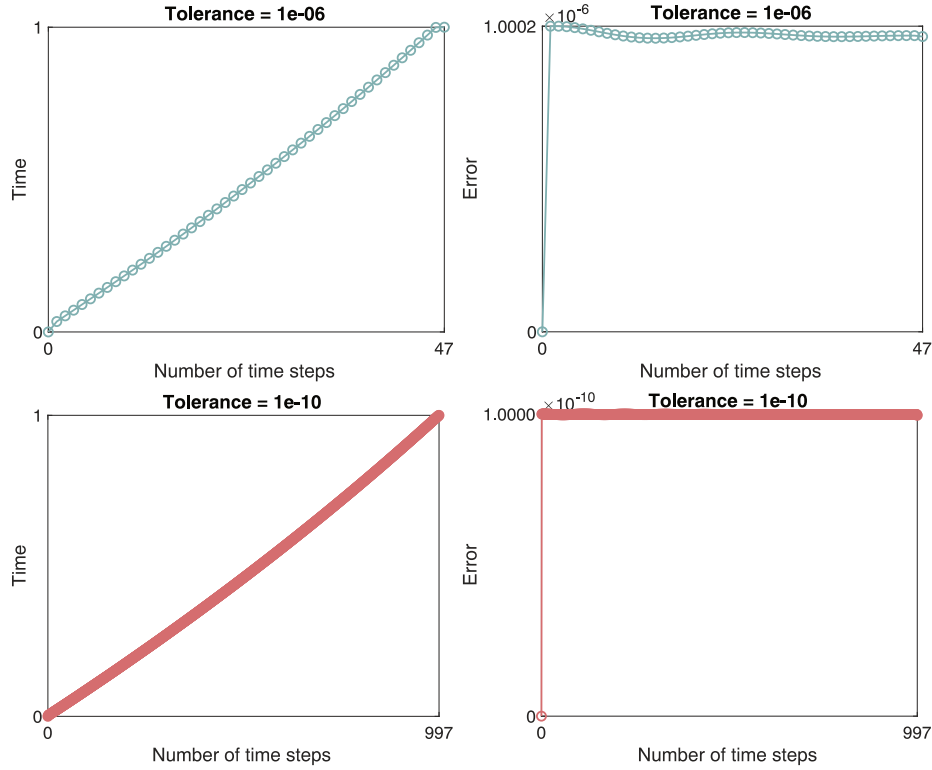 Tolerance = 1e-06
1
Time
0
0
47
Number of time steps
Tolerance = 1e-06
×10^-6
1.0002
Error
0
0
47
Number of time steps
Tolerance = 1e-10
1
Time
0
0
997
Number of time steps
Tolerance = 1e-10
×10^-10
1.0000
Error
0
0
997
Number of time steps